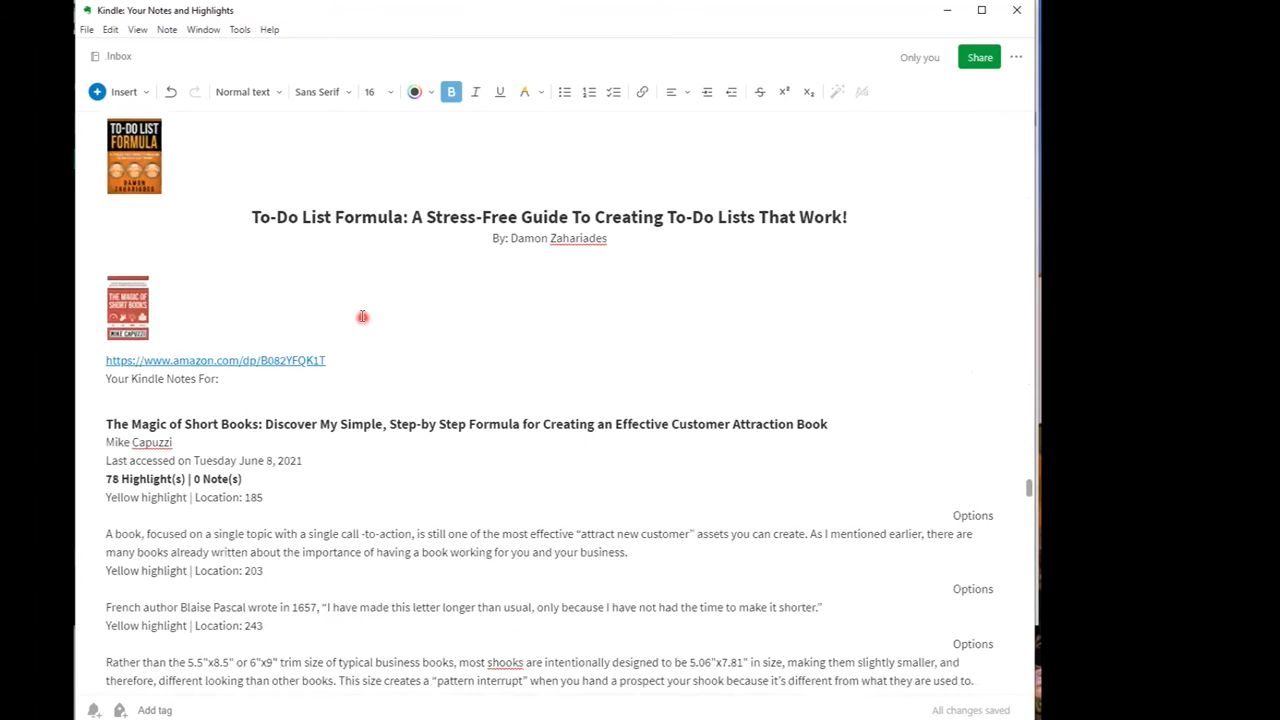 Kindle: Your Notes and Highlights
File Edit View Note Window Tools Help
Inbox
Only you
Share
Insert
Normal text
Sans Serif
16
TO-DO LIST
FORMULA
DAMON
ZAHARIADES
To-Do List Formula: A Stress-Free Guide To Creating To-Do Lists That Work!
By: Damon Zahariades
THE MAGIC OF
SHORT BOOKS
MIKE CAPUZZI
https://www.amazon.com/dp/B082YFQK1T
Your Kindle Notes For:
The Magic of Short Books: Discover My Simple, Step-by Step Formula for Creating an Effective Customer Attraction Book
Mike Capuzzi
Last accessed on Tuesday June 8, 2021
78 Highlight(s) | 0 Note(s)
Yellow highlight | Location: 185
Options
A book, focused on a single topic with a single call -to-action, is still one of the most effective “attract new customer” assets you can create. As I mentioned earlier, there are
many books already written about the importance of having a book working for you and your business.
Yellow highlight | Location: 203
Options
French author Blaise Pascal wrote in 1657, “I have made this letter longer than usual, only because I have not had the time to make it shorter.”
Yellow highlight | Location: 243
Options
Rather than the 5.5"x8.5" or 6"x9" trim size of typical business books, most shooks are intentionally designed to be 5.06"x7.81" in size, making them slightly smaller, and
therefore, different looking than other books. This size creates a “pattern interrupt” when you hand a prospect your shook because it’s different from what they are used to.
Add tag
All changes saved